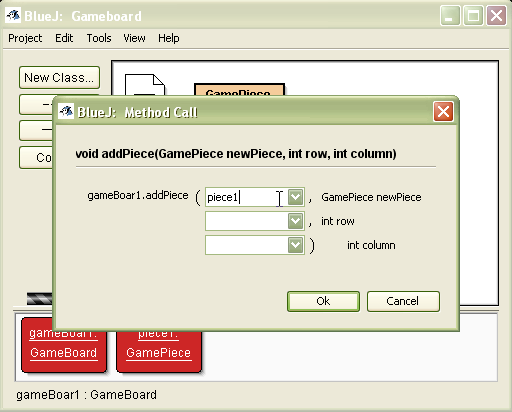 BlueJ: Gameboard
Project Edit Tools View Help
New Class...
GamePiece
BlueJ: Method Call
void addPiece(GamePiece newPiece, int row, int column)
gameBoar1.addPiece ( piece1 , GamePiece newPiece
, int row
) int column
Ok Cancel
gameBoar1: piece1:
GameBoard GamePiece
gameBoar1 : GameBoard